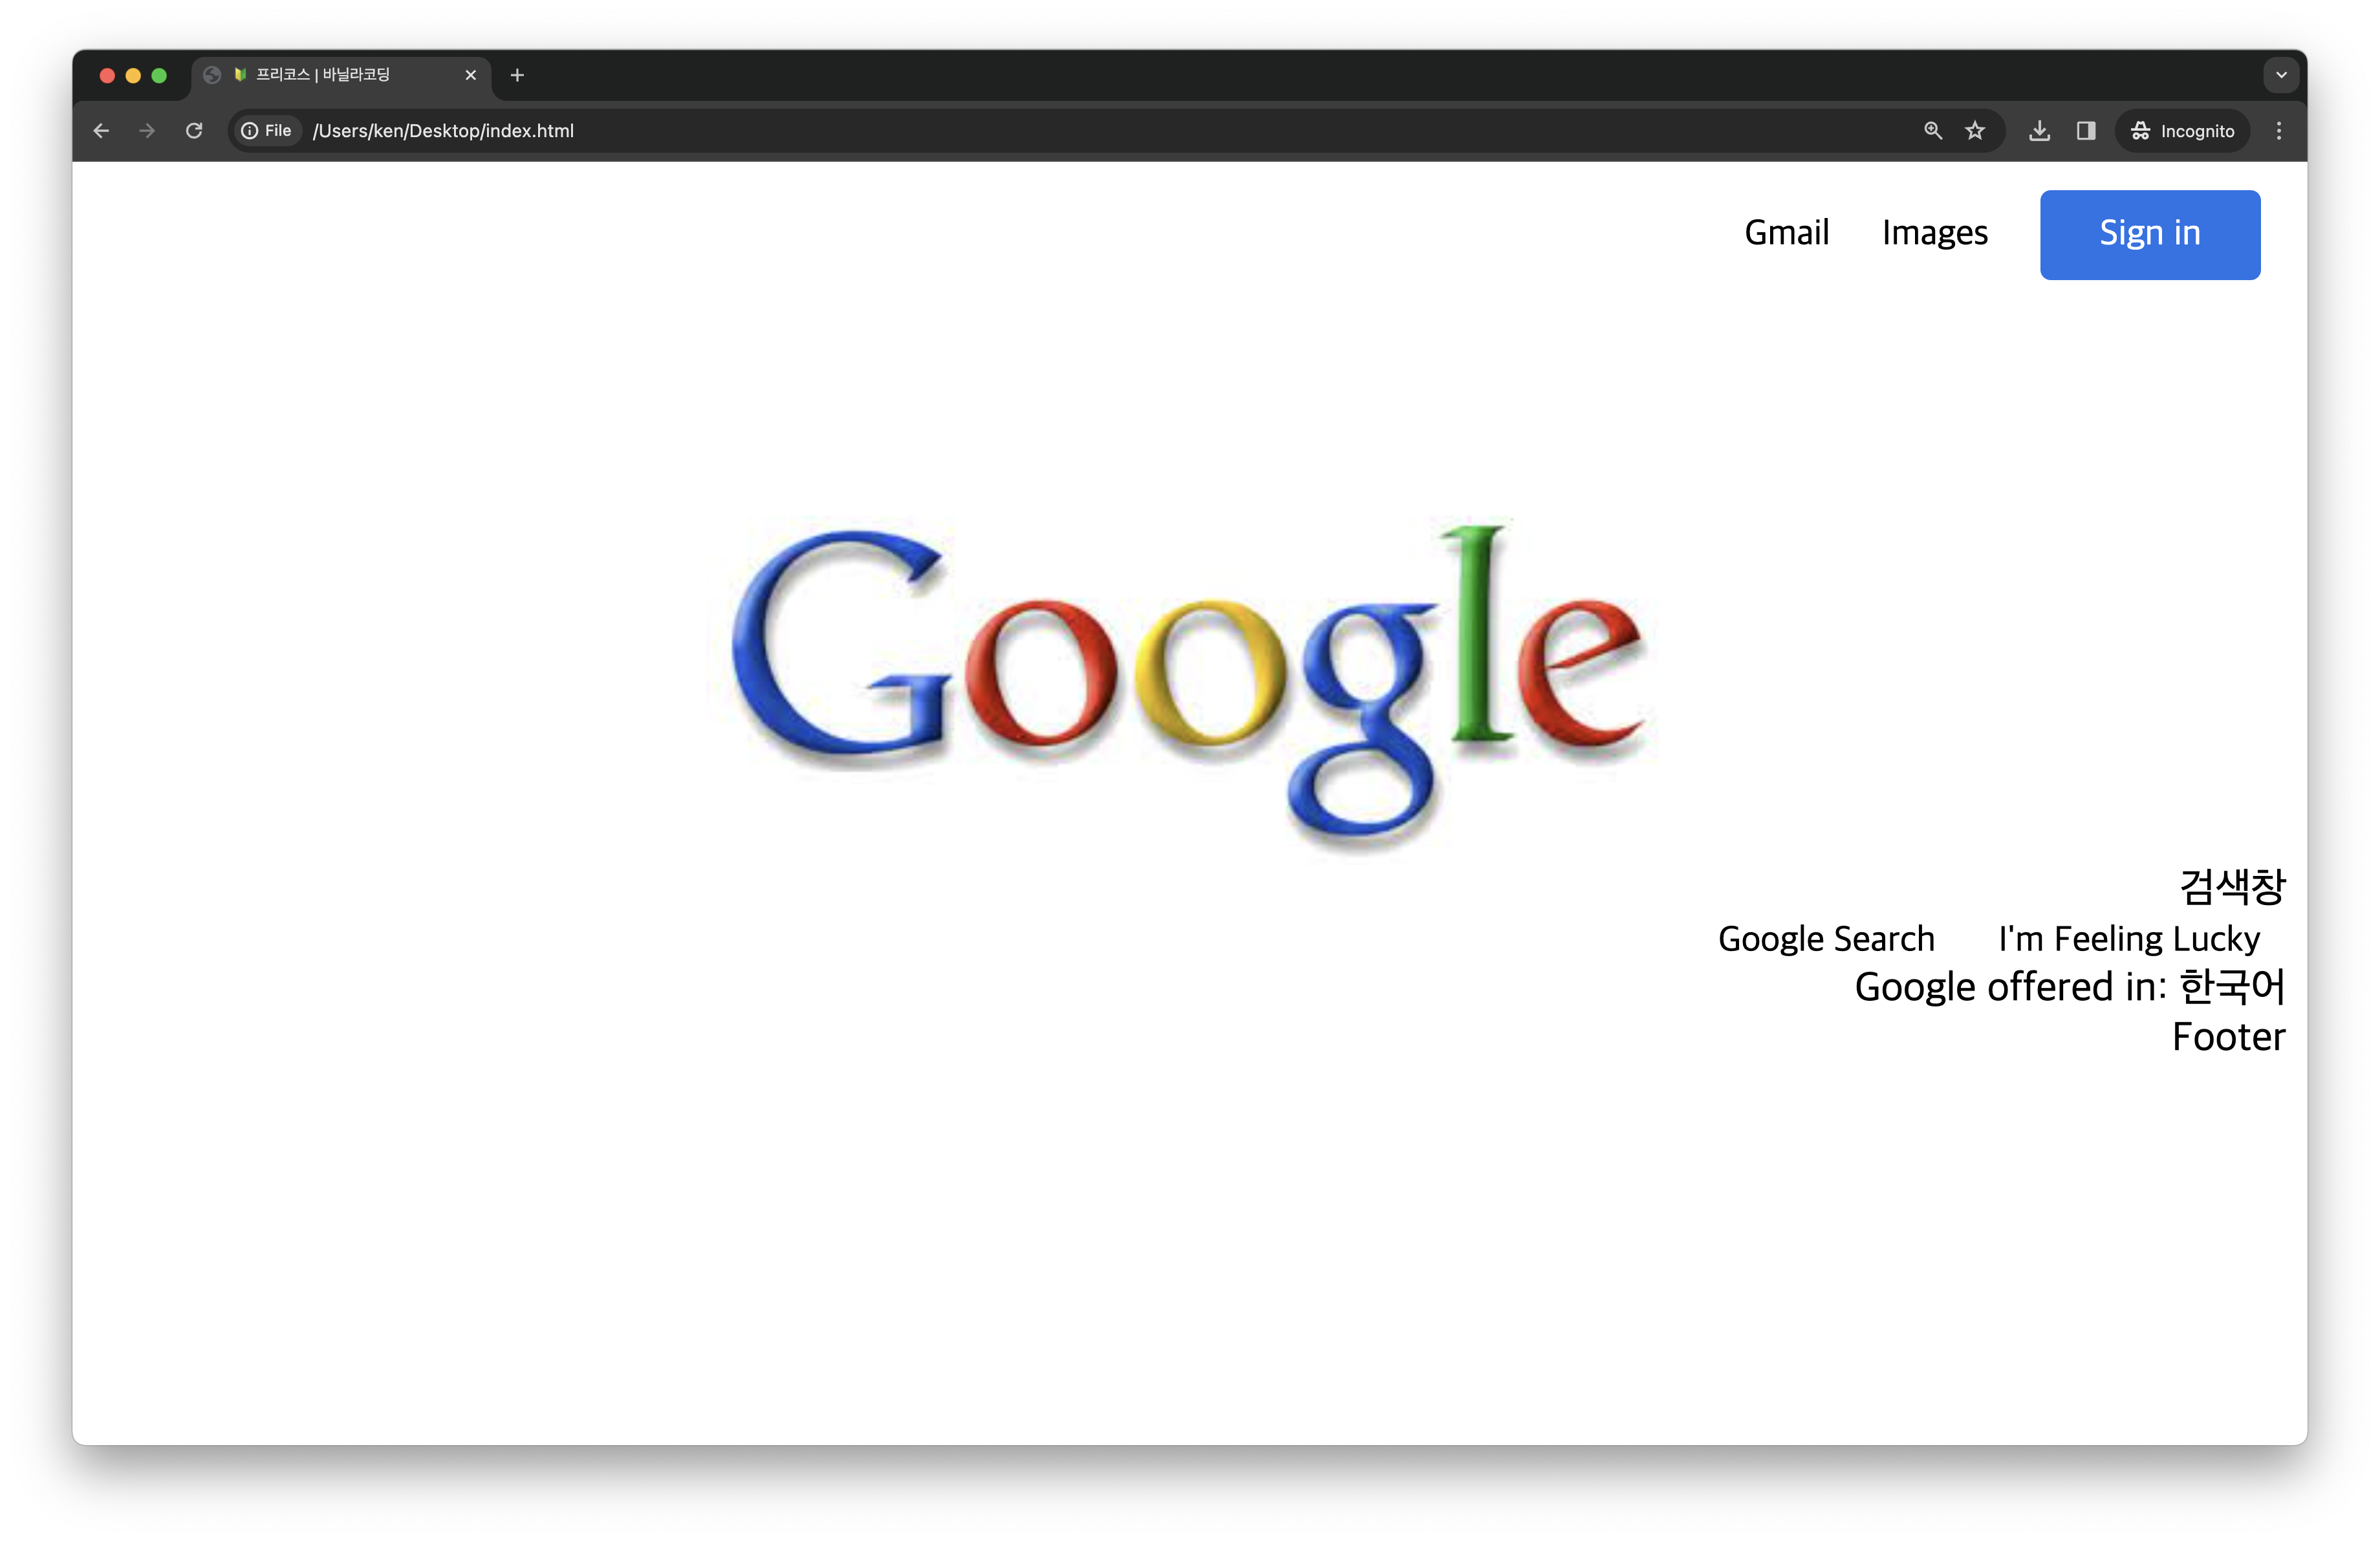 프리코스 | 바닐라코딩
File /Users/ken/Desktop/index.html Incognito
Gmail Images Sign in
Google
검색창
Google Search I'm Feeling Lucky
Google offered in: 한국어
Footer